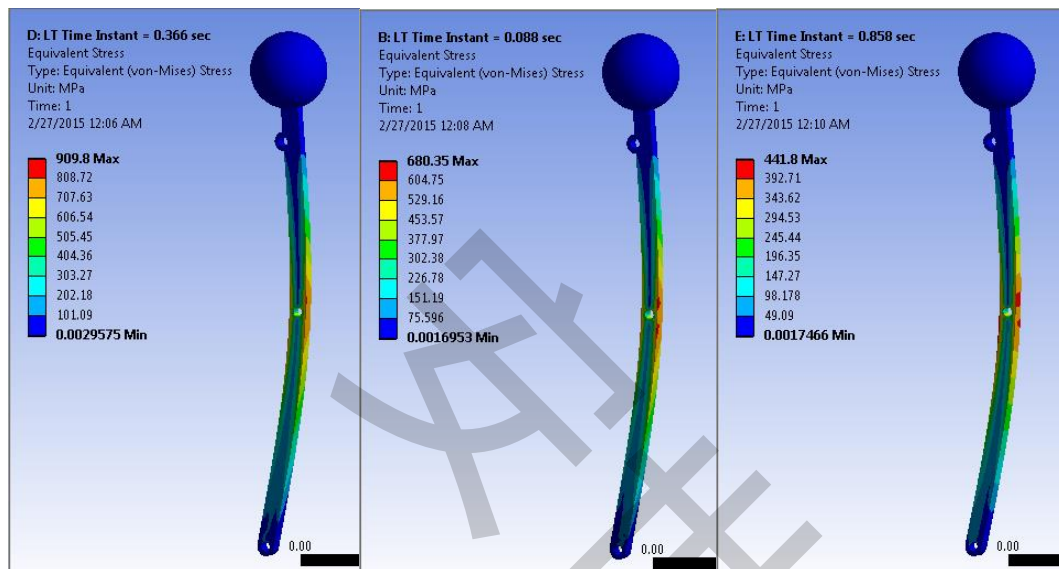 D: LT Time Instant = 0.366 sec
Equivalent Stress
Type: Equivalent (von-Mises) Stress
Unit: MPa
Time: 1
2/27/2015 12:06 AM
909.8 Max
808.72
707.63
606.54
505.45
404.36
303.27
202.18
101.09
0.0029575 Min
0.00
B: LT Time Instant = 0.088 sec
Equivalent Stress
Type: Equivalent (von-Mises) Stress
Unit: MPa
Time: 1
2/27/2015 12:08 AM
680.35 Max
604.75
529.16
453.57
377.97
302.38
226.78
151.19
75.596
0.0016953 Min
0.00
E: LT Time Instant = 0.858 sec
Equivalent Stress
Type: Equivalent (von-Mises) Stress
Unit: MPa
Time: 1
2/27/2015 12:10 AM
441.8 Max
392.71
343.62
294.53
245.44
196.35
147.27
98.178
49.09
0.0017466 Min
0.00